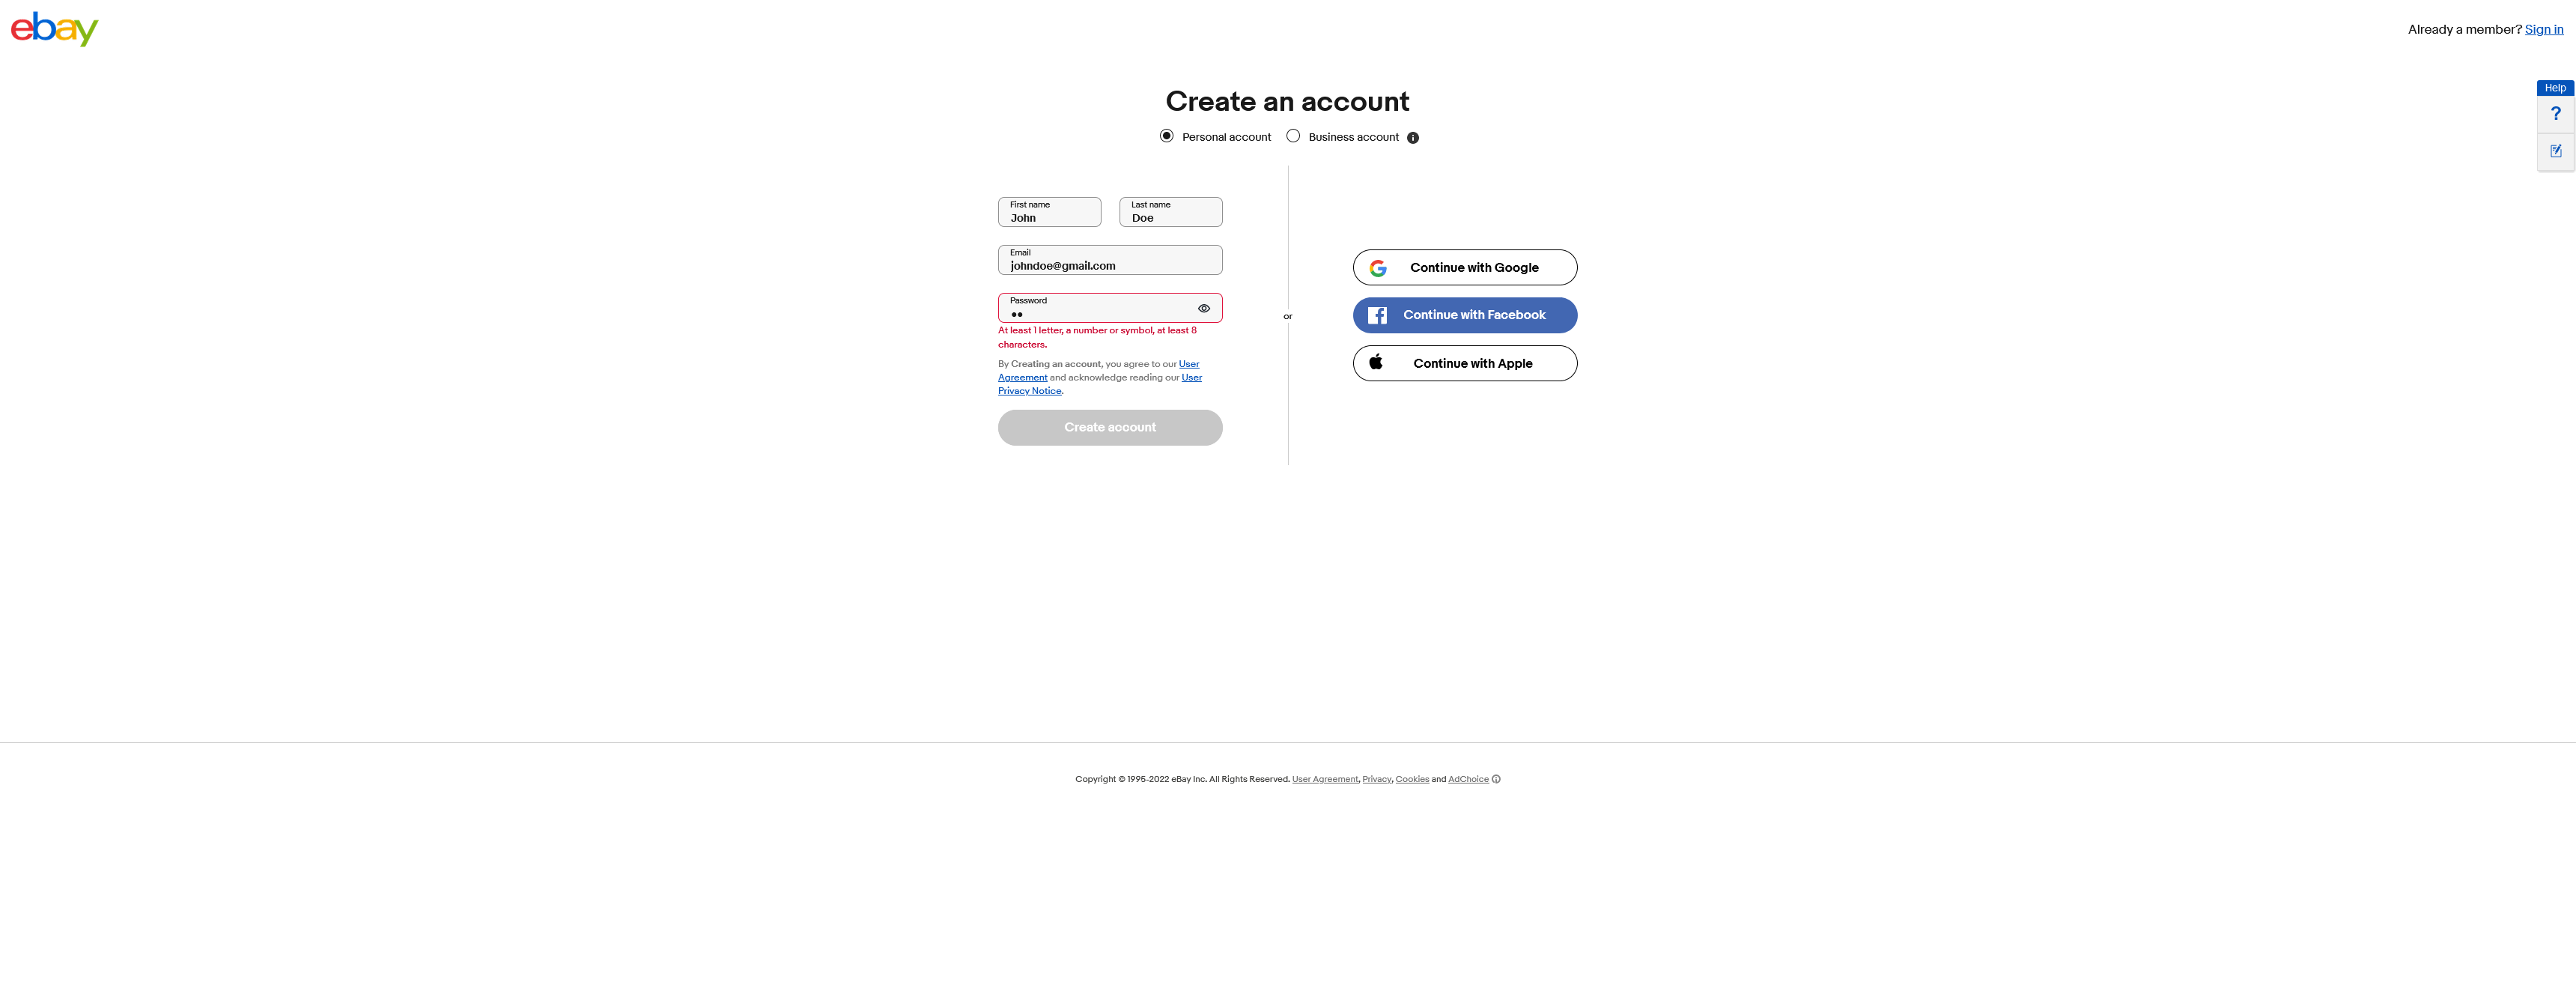 ebay
Already a member? Sign in
Help
?
Create an account
Personal account Business account
First name
John
Last name
Doe
Email
johndoe@gmail.com
Password
At least 1 letter, a number or symbol, at least 8
characters.
By Creating an account, you agree to our User
Agreement and acknowledge reading our User
Privacy Notice.
Create account
or
Continue with Google
Continue with Facebook
Continue with Apple
Copyright © 1995-2022 eBay Inc. All Rights Reserved. User Agreement, Privacy, Cookies and AdChoice